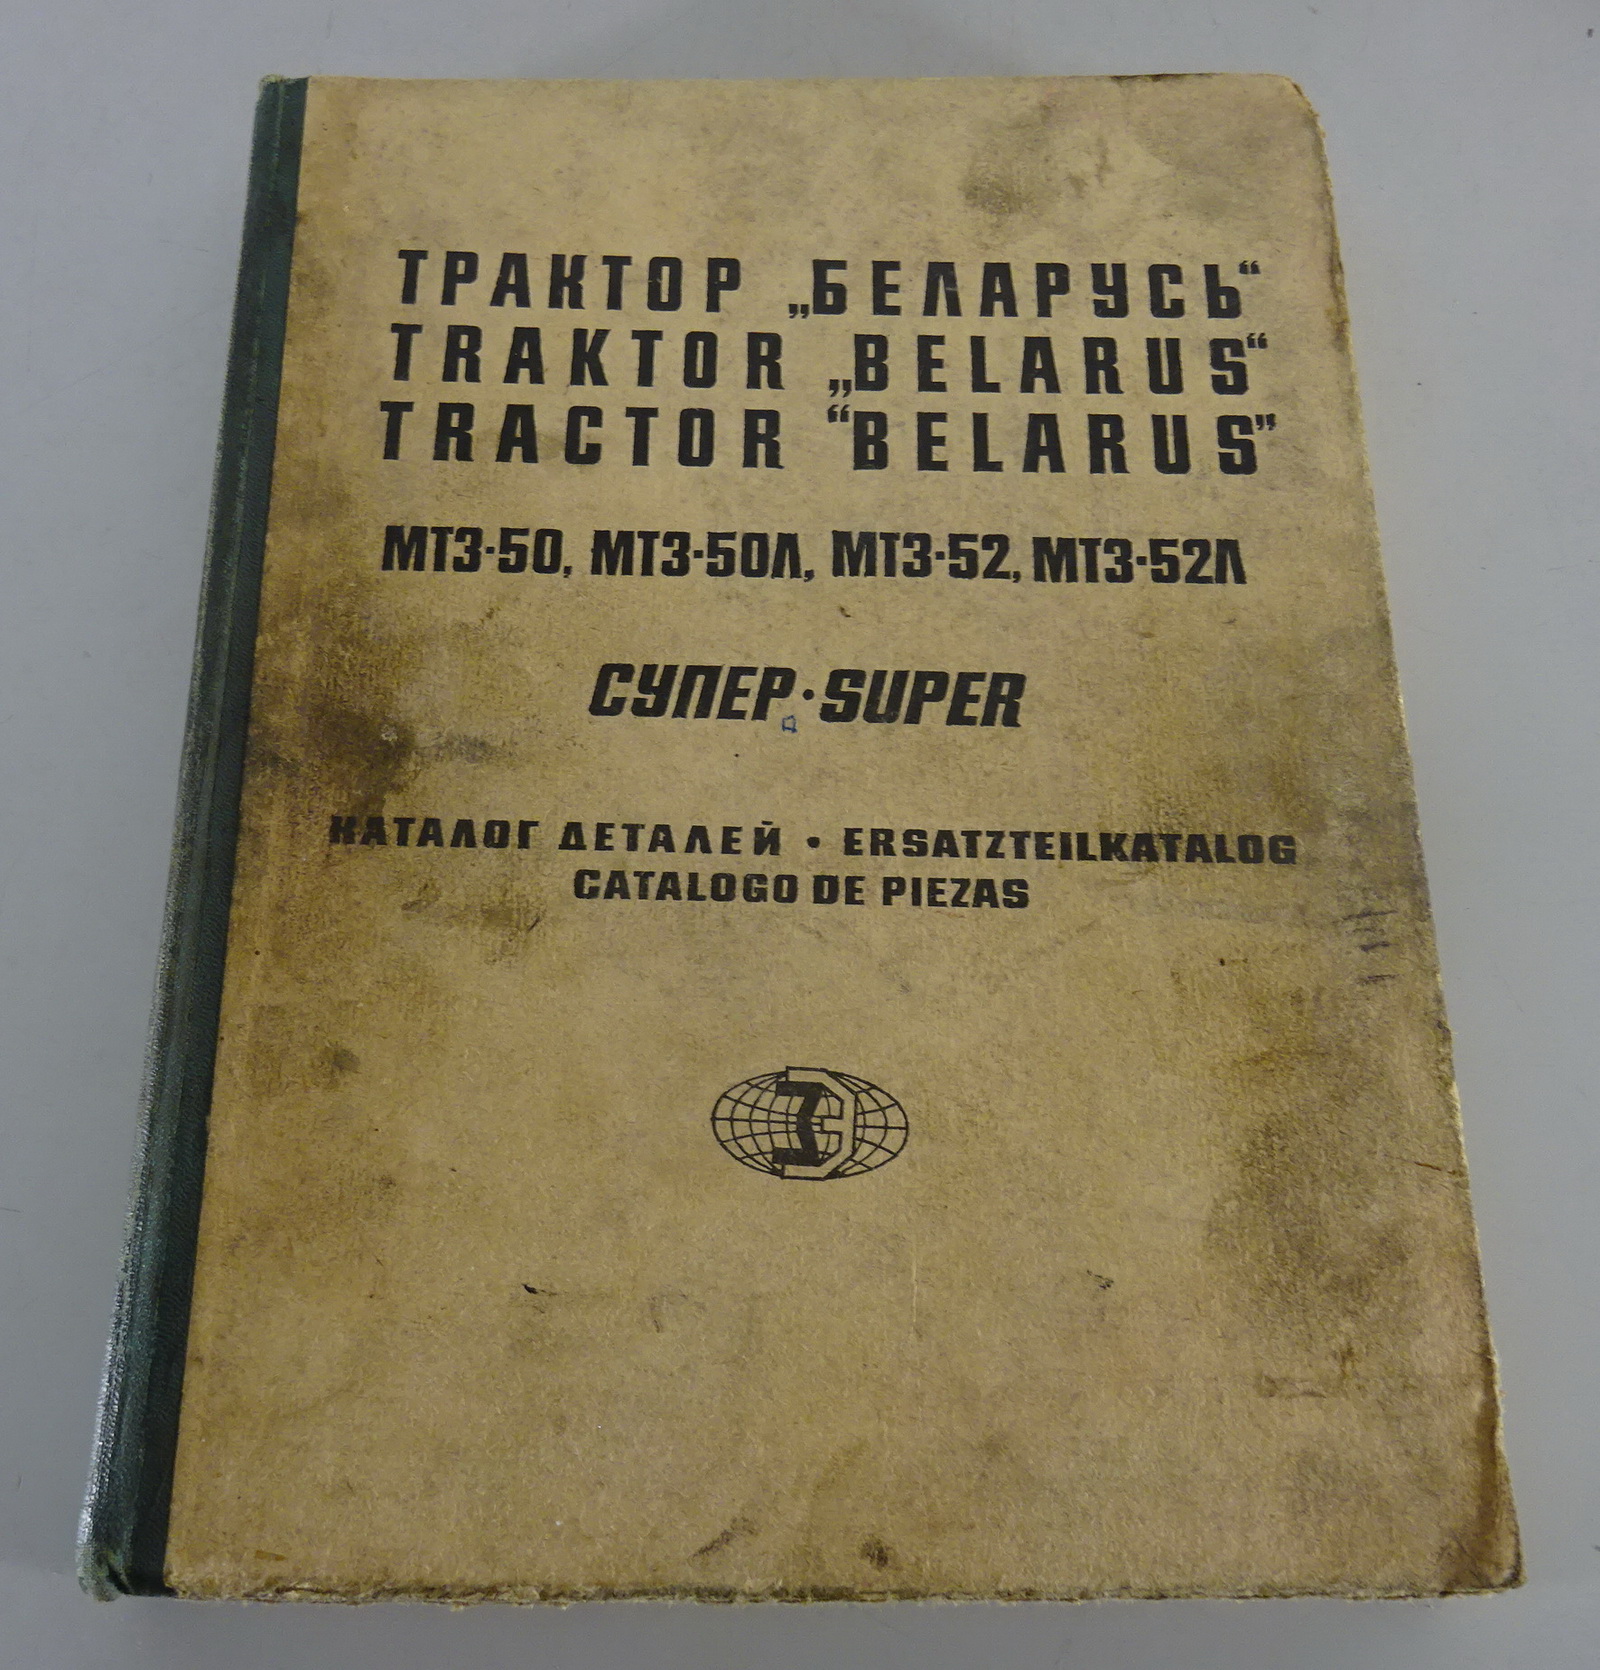 ТРАКТОР „БЕЛАРУСЬ“
TRAKTOR „BELARUS“
TRACTOR “BELARUS”
МТЗ·50, МТЗ·50Л, МТЗ·52, МТЗ·52Л
СУПЕР·SUPER
КАТАЛОГ ДЕТАЛЕЙ · ERSATZTEILKATALOG
CATALOGO DE PIEZAS